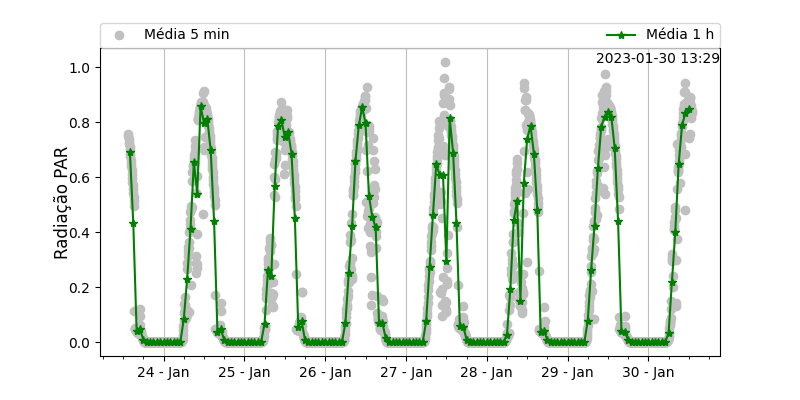 Média 5 min
Média 1 h
2023-01-30 13:29
Radiação PAR
1.0
0.8
0.6
0.4
0.2
0.0
24 - Jan
25 - Jan
26 - Jan
27 - Jan
28 - Jan
29 - Jan
30 - Jan